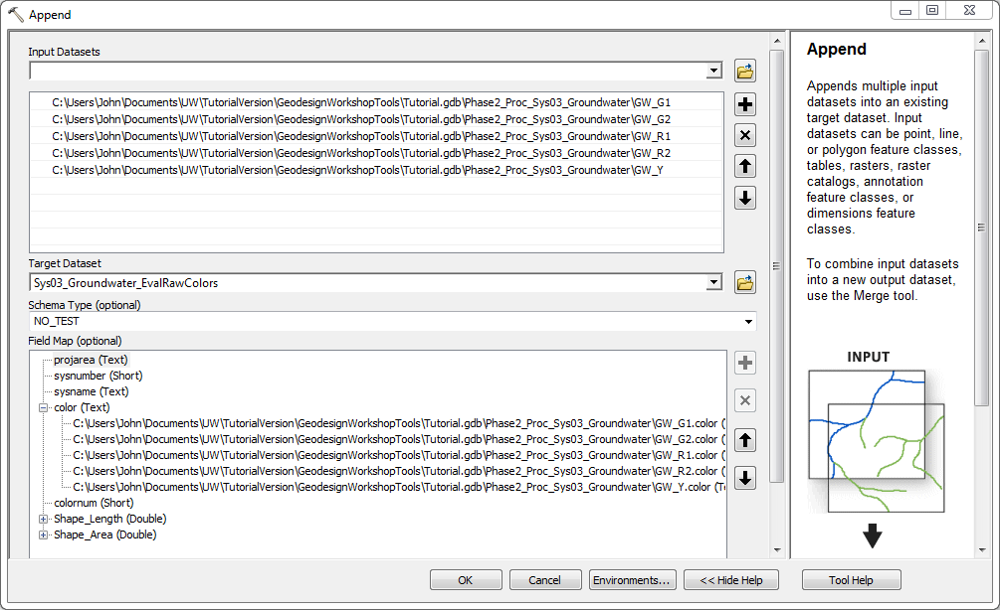 Append
Input Datasets
C:\Users\John\Documents\UW\TutorialVersion\GeodesignWorkshopTools\Tutorial.gdb\Phase2_Proc_Sys03_Groundwater\GW_G1
C:\Users\John\Documents\UW\TutorialVersion\GeodesignWorkshopTools\Tutorial.gdb\Phase2_Proc_Sys03_Groundwater\GW_G2
C:\Users\John\Documents\UW\TutorialVersion\GeodesignWorkshopTools\Tutorial.gdb\Phase2_Proc_Sys03_Groundwater\GW_R1
C:\Users\John\Documents\UW\TutorialVersion\GeodesignWorkshopTools\Tutorial.gdb\Phase2_Proc_Sys03_Groundwater\GW_R2
C:\Users\John\Documents\UW\TutorialVersion\GeodesignWorkshopTools\Tutorial.gdb\Phase2_Proc_Sys03_Groundwater\GW_Y
Target Dataset
Sys03_Groundwater_EvalRawColors
Schema Type (optional)
NO_TEST
Field Map (optional)
projarea (Text)
sysnumber (Short)
sysname (Text)
color (Text)
C:\Users\John\Documents\UW\TutorialVersion\GeodesignWorkshopTools\Tutorial.gdb\Phase2_Proc_Sys03_Groundwater\GW_G1.color (
C:\Users\John\Documents\UW\TutorialVersion\GeodesignWorkshopTools\Tutorial.gdb\Phase2_Proc_Sys03_Groundwater\GW_G2.color (
C:\Users\John\Documents\UW\TutorialVersion\GeodesignWorkshopTools\Tutorial.gdb\Phase2_Proc_Sys03_Groundwater\GW_R1.color (
C:\Users\John\Documents\UW\TutorialVersion\GeodesignWorkshopTools\Tutorial.gdb\Phase2_Proc_Sys03_Groundwater\GW_R2.color (
C:\Users\John\Documents\UW\TutorialVersion\GeodesignWorkshopTools\Tutorial.gdb\Phase2_Proc_Sys03_Groundwater\GW_Y.color (T
colornum (Short)
Shape_Length (Double)
Shape_Area (Double)
OK
Cancel
Environments...
<< Hide Help
Append
Appends multiple input
datasets into an existing
target dataset. Input
datasets can be point, line,
or polygon feature classes,
tables, rasters, raster
catalogs, annotation
feature classes, or
dimensions feature
classes.
To combine input datasets
into a new output dataset,
use the Merge tool.
INPUT
Tool Help